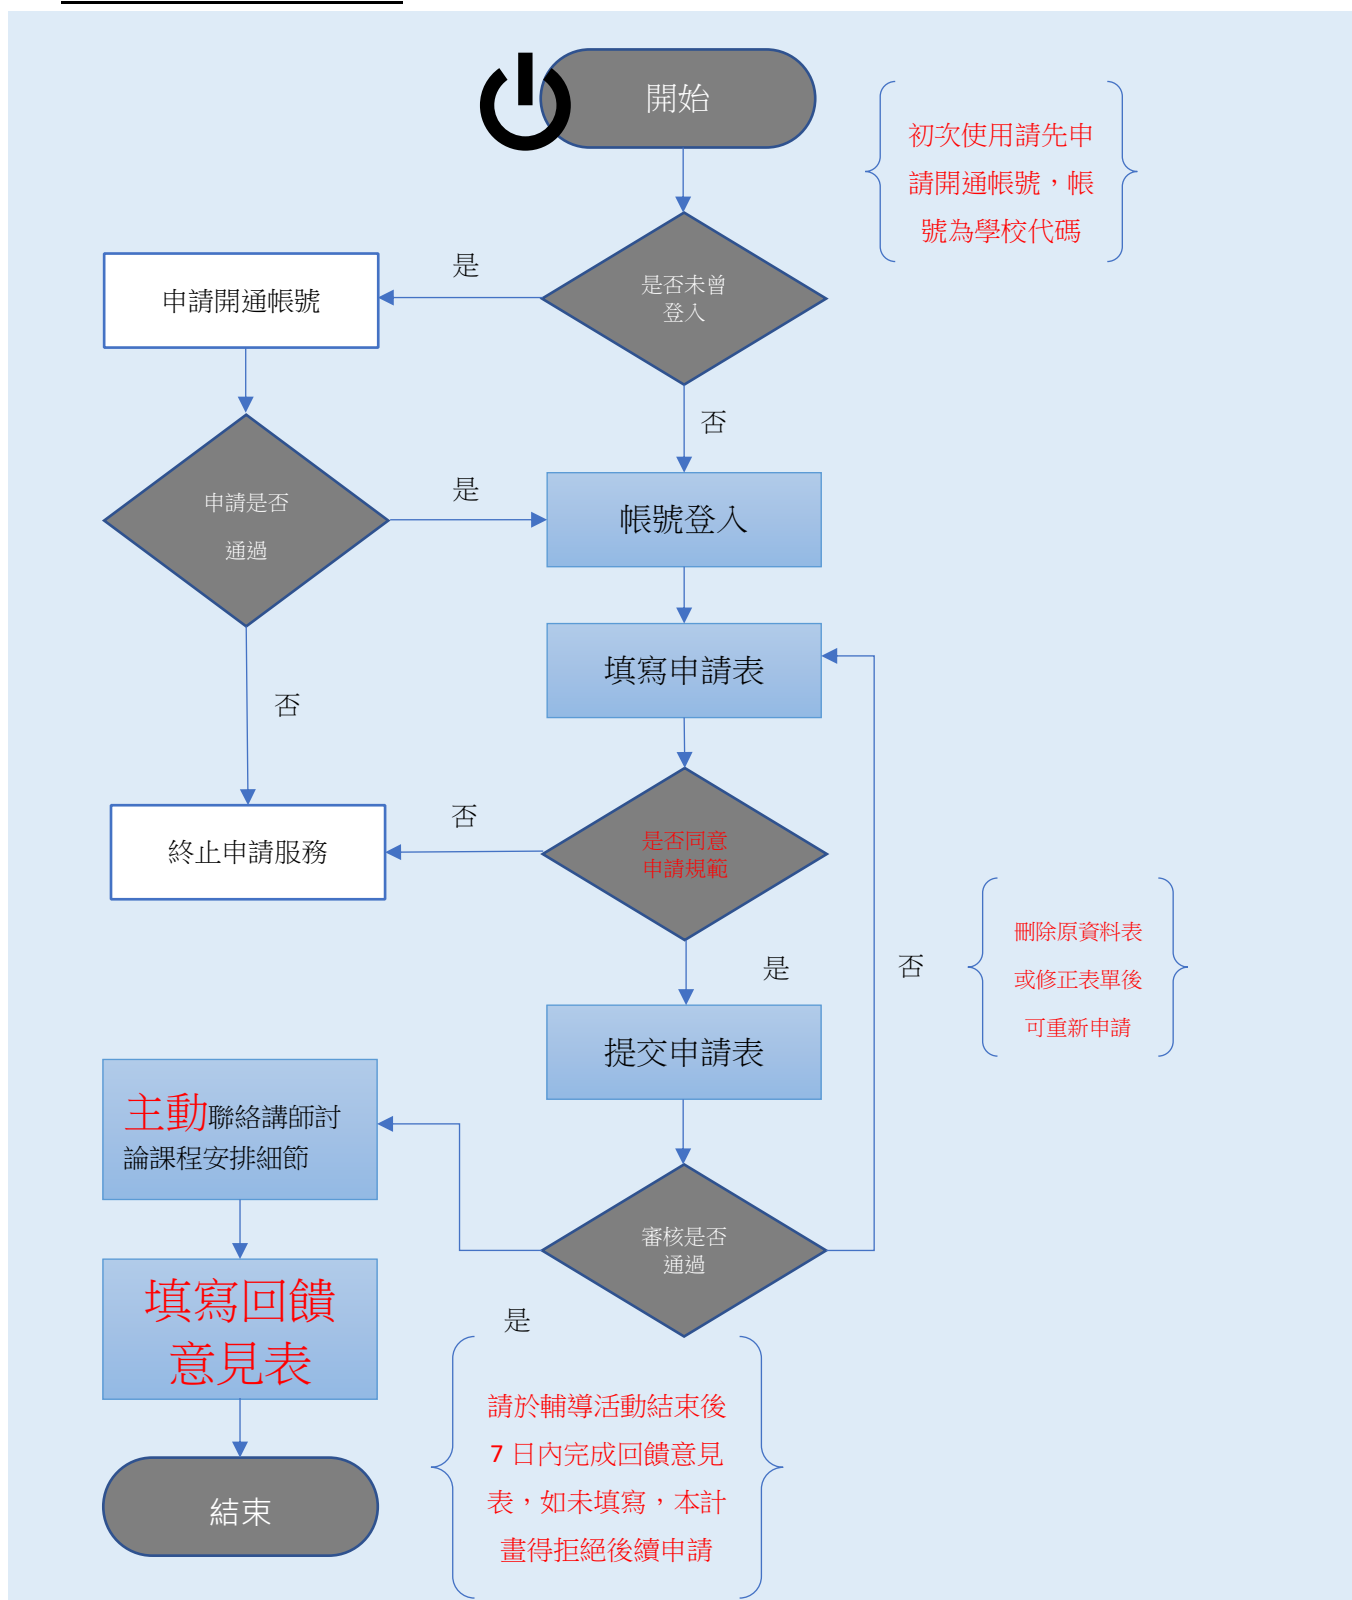 開始
初次使用請先申
請開通帳號，帳
號為學校代碼
是否未曾
登入
是
申請開通帳號
否
申請是否
通過
是
帳號登入
填寫申請表
否
是否同意
申請規範
否
終止申請服務
是
否
刪除原資料表
或修正表單後
可重新申請
提交申請表
主動聯絡講師討
論課程安排細節
審核是否
通過
是
填寫回饋
意見表
請於輔導活動結束後
7 日內完成回饋意見
表，如未填寫，本計
畫得拒絕後續申請
結束